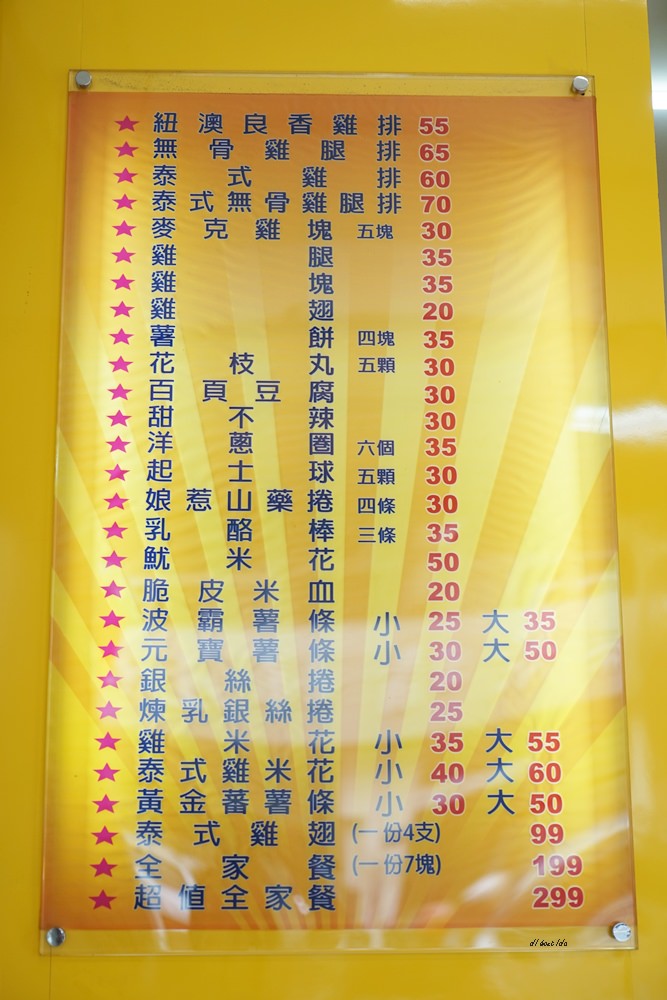 ★ 紐澳良香雞排 55
★ 無骨雞腿排 65
★ 泰式雞排 60
★ 泰式無骨雞腿排 70
★ 麥克雞塊 五塊 30
★ 雞腿 35
★ 雞塊 35
★ 雞翅 20
★ 薯餅 四塊 35
★ 花枝丸 五顆 30
★ 百頁豆腐 30
★ 甜不辣 30
★ 洋蔥圈 六個 35
★ 起士球 五顆 30
★ 娘惹山藥捲 四條 30
★ 乳酪棒 三條 35
★ 魷米花 50
★ 脆皮米血 20
★ 波霸薯條 小 25 大 35
★ 元寶薯條 小 30 大 50
★ 銀絲捲 20
★ 煉乳銀絲捲 25
★ 雞米花 小 35 大 55
★ 泰式雞米花 小 40 大 60
★ 黃金蕃薯條 小 30 大 50
★ 泰式雞翅 (一份4支) 99
★ 全家餐 (一份7塊) 199
★ 超值全家餐 299